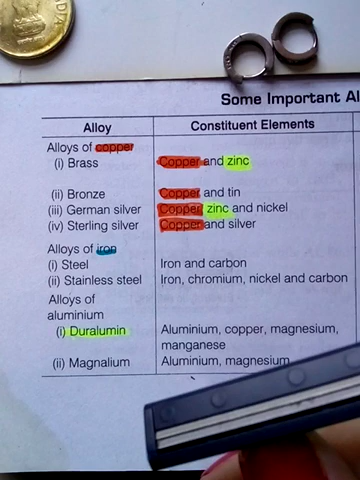 INDIA
Some Important Al
Alloy Constituent Elements
Alloys of copper
(i) Brass Copper and zinc
(ii) Bronze Copper and tin
(iii) German silver Copper, zinc and nickel
(iv) Sterling silver Copper and silver
Alloys of iron
(i) Steel Iron and carbon
(ii) Stainless steel Iron, chromium, nickel and carbon
Alloys of
aluminium
(i) Duralumin Aluminium, copper, magnesium,
manganese
(ii) Magnalium Aluminium, magnesium